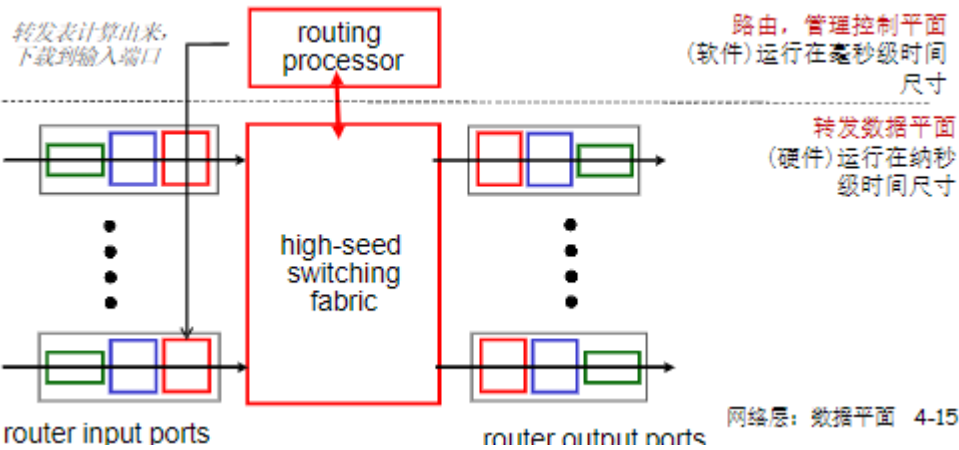 转发表计算出来，
下载到输入端口
routing
processor
路由，管理控制平面
(软件)运行在毫秒级时间
尺寸
转发数据平面
(硬件)运行在纳秒
级时间尺寸
high-seed
switching
fabric
router input ports
router output ports
网络层: 数据平面 4-15